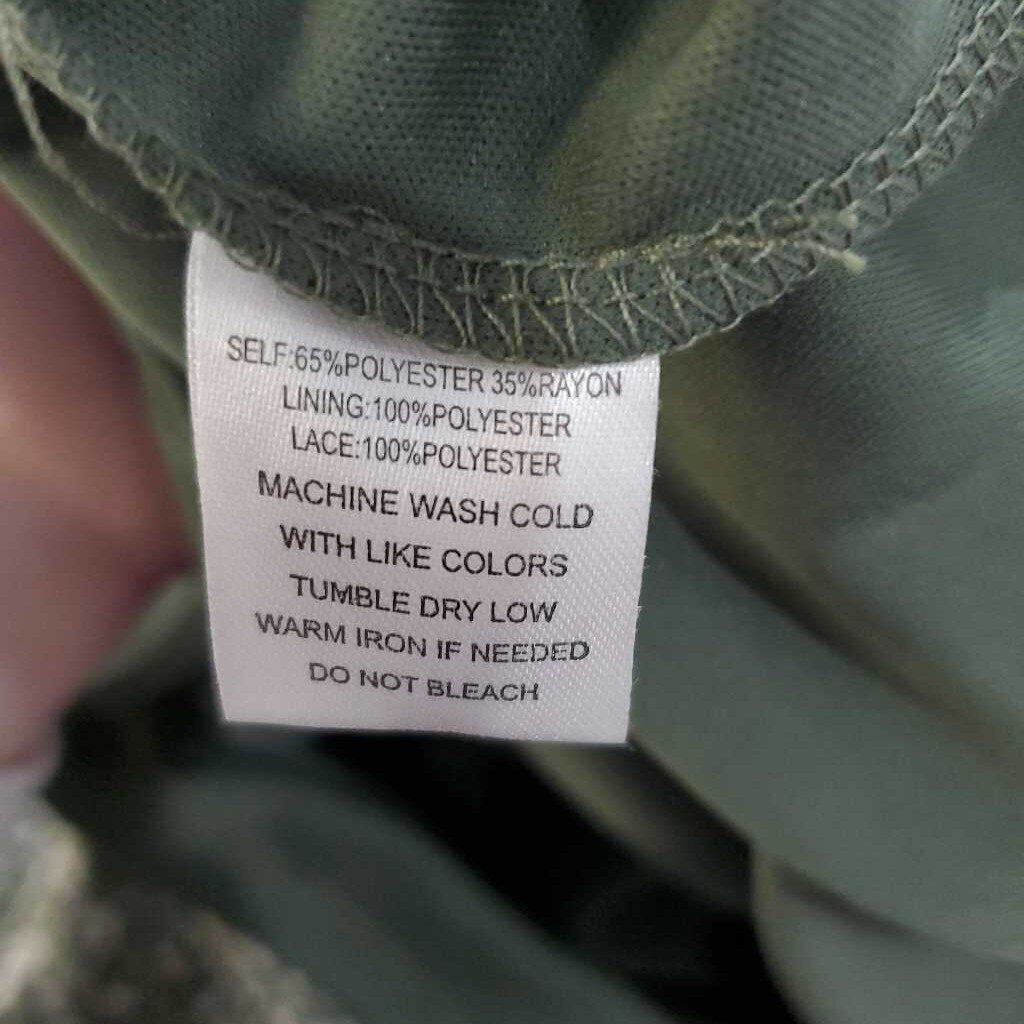 SELF:65%POLYESTER 35%RAYON
LINING:100%POLYESTER
LACE:100%POLYESTER
MACHINE WASH COLD
WITH LIKE COLORS
TUMBLE DRY LOW
WARM IRON IF NEEDED
DO NOT BLEACH